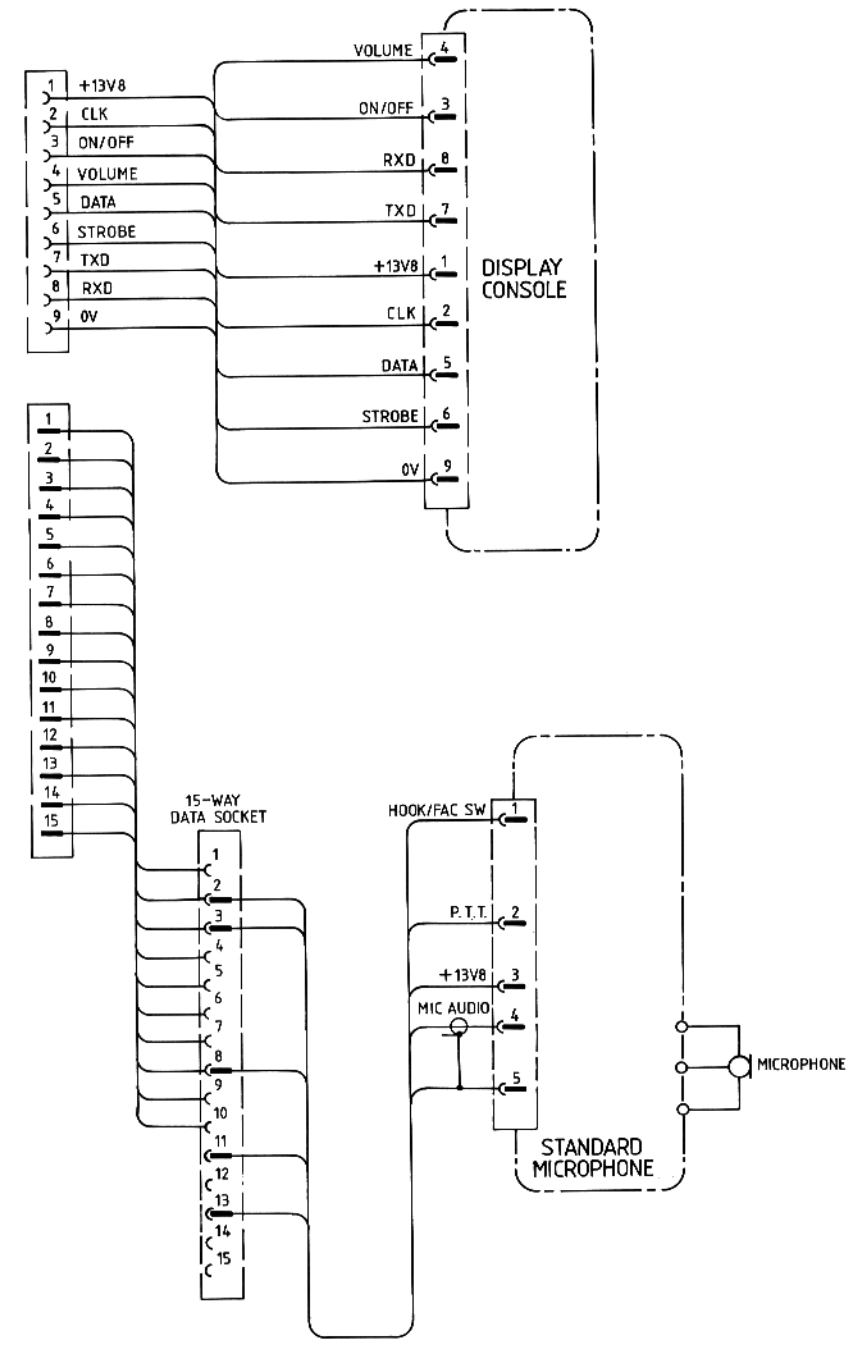 1 +13V8
2 CLK
3 ON/OFF
4 VOLUME
5 DATA
6 STROBE
7 TXD
8 RXD
9 0V
VOLUME 4
ON/OFF 3
RXD 8
TXD 7
+13V8 1
CLK 2
DATA 5
STROBE 6
0V 9
DISPLAY
CONSOLE
1
2
3
4
5
6
7
8
9
10
11
12
13
14
15
15-WAY
DATA SOCKET
1
2
3
4
5
6
7
8
9
10
11
12
13
14
15
HOOK/FAC SW 1
P.T.T. 2
+13V8 3
MIC AUDIO 4
5
MICROPHONE
STANDARD
MICROPHONE